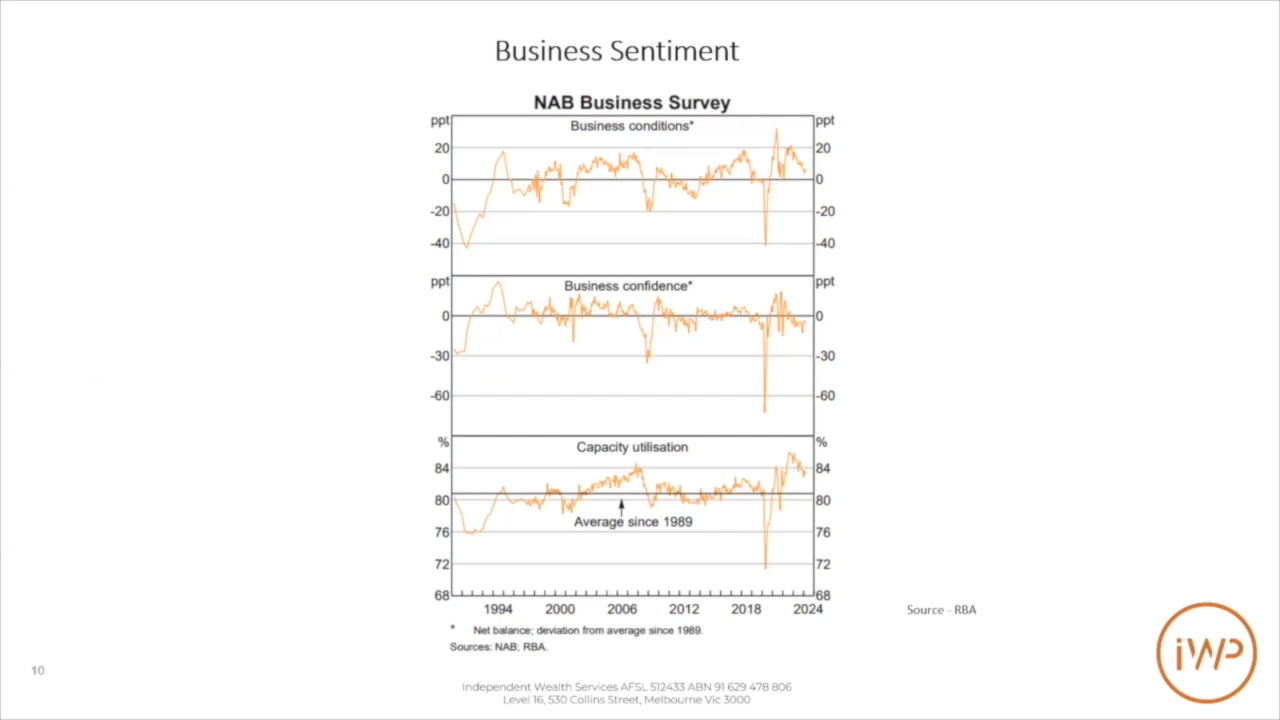 Business Sentiment
NAB Business Survey
ppt ppt
Business conditions*
20 20
0 0
-20 -20
-40 -40
ppt ppt
Business confidence*
0 0
-30 -30
-60 -60
% %
Capacity utilisation
84 84
80 80
Average since 1989
76 76
72 72
68 68
1994 2000 2006 2012 2018 2024
* Net balance; deviation from average since 1989.
Sources: NAB; RBA.
Source - RBA
iWP
10
Independent Wealth Services AFSL 512433 ABN 91 629 478 806
Level 16, 530 Collins Street, Melbourne Vic 3000